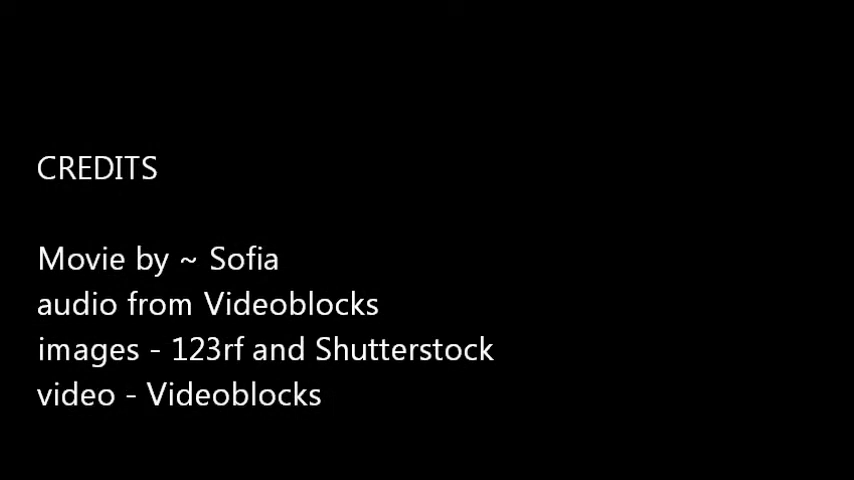 CREDITS
Movie by ~ Sofia
audio from Videoblocks
images - 123rf and Shutterstock
video - Videoblocks